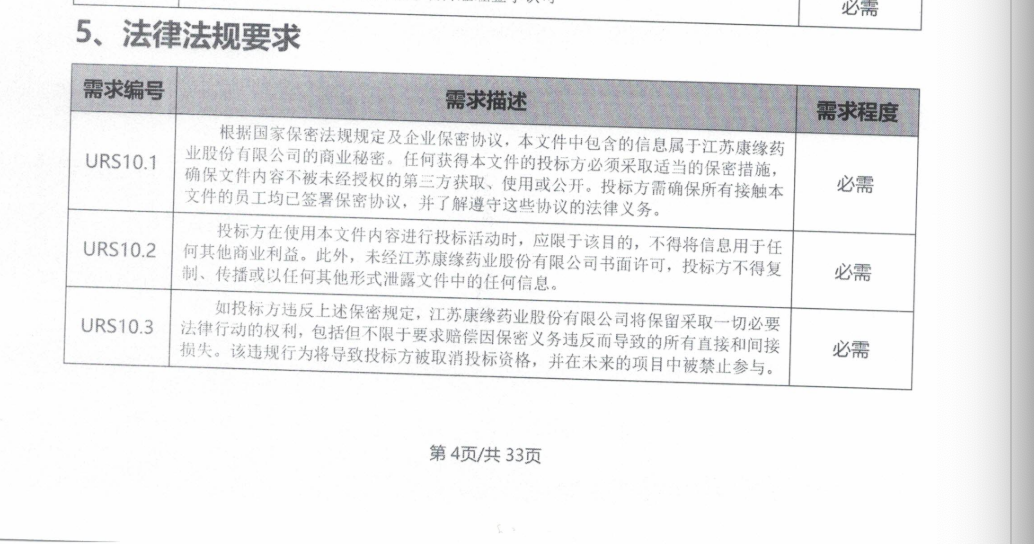 必需
5、法律法规要求
需求编号 需求描述 需求程度
URS10.1
根据国家保密法规规定及企业保密协议，本文件中包含的信息属于江苏康缘药
业股份有限公司的商业秘密。任何获得本文件的投标方必须采取适当的保密措施，
确保文件内容不被未经授权的第三方获取、使用或公开。投标方需确保所有接触本
文件的员工均已签署保密协议，并了解遵守这些协议的法律义务。
必需
URS10.2
投标方在使用本文件内容进行投标活动时，应限于该目的，不得将信息用于任
何其他商业利益。此外，未经江苏康缘药业股份有限公司书面许可，投标方不得复
制、传播或以任何其他形式泄露文件中的任何信息。
必需
URS10.3
如投标方违反上述保密规定，江苏康缘药业股份有限公司将保留采取一切必要
法律行动的权利，包括但不限于要求赔偿因保密义务违反而导致的所有直接和间接
损失。该违规行为将导致投标方被取消投标资格，并在未来的项目中被禁止参与。
必需
第 4页/共 33页